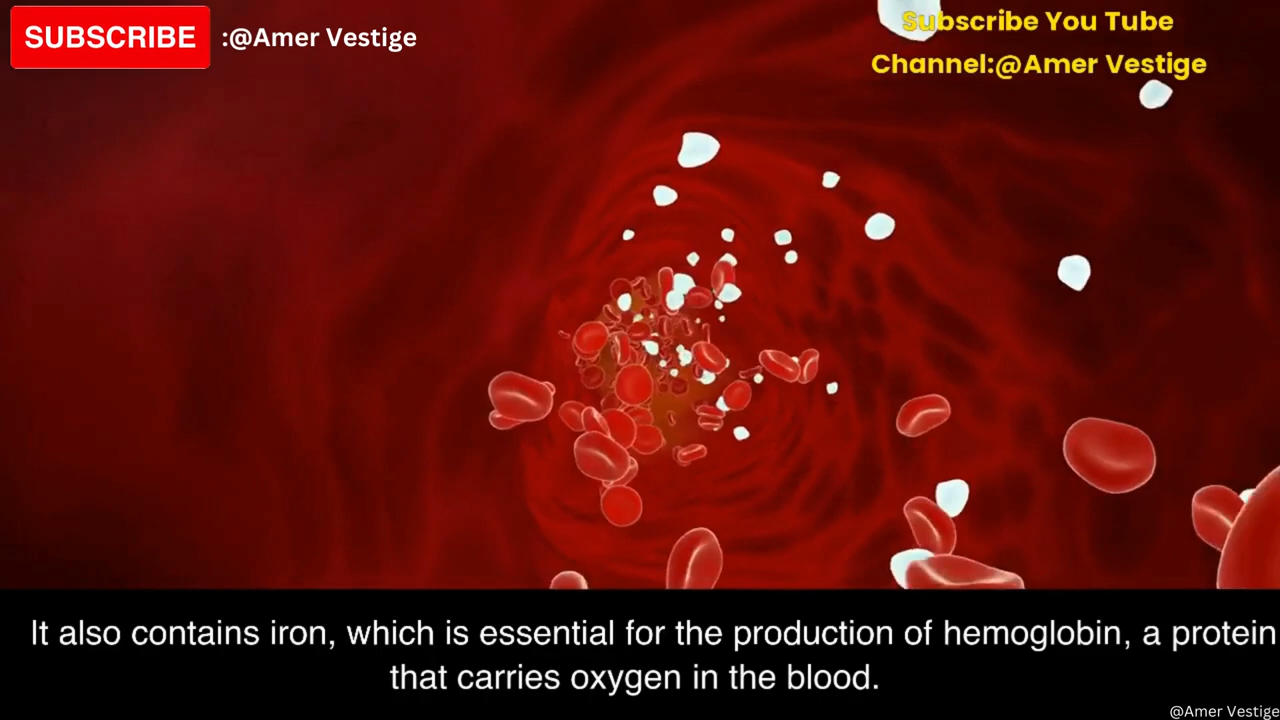 SUBSCRIBE :@Amer Vestige
Subscribe You Tube
Channel:@Amer Vestige
It also contains iron, which is essential for the production of hemoglobin, a protein
that carries oxygen in the blood.
@Amer Vestige